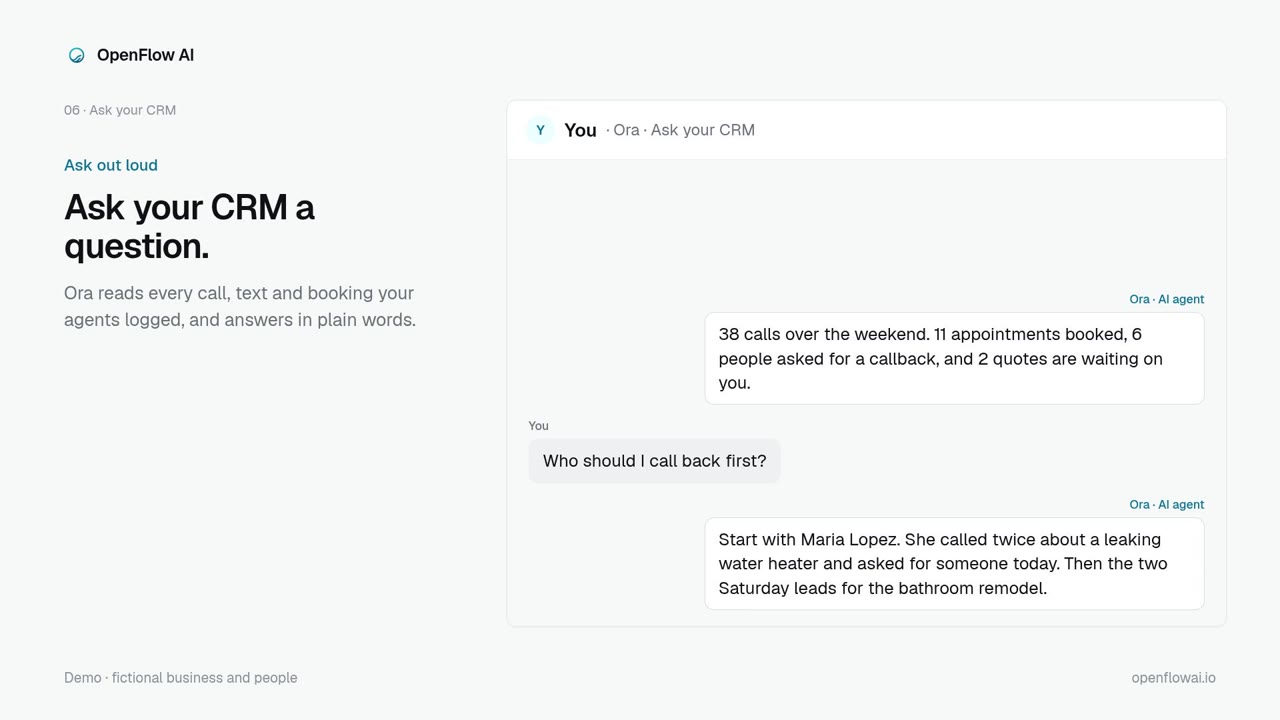 OpenFlow AI
06 · Ask your CRM
Ask out loud
Ask your CRM a
question.
Ora reads every call, text and booking your
agents logged, and answers in plain words.
Y You · Ora · Ask your CRM
Ora · AI agent
38 calls over the weekend. 11 appointments booked, 6
people asked for a callback, and 2 quotes are waiting on
you.
You
Who should I call back first?
Ora · AI agent
Start with Maria Lopez. She called twice about a leaking
water heater and asked for someone today. Then the two
Saturday leads for the bathroom remodel.
Demo · fictional business and people
openflowai.io